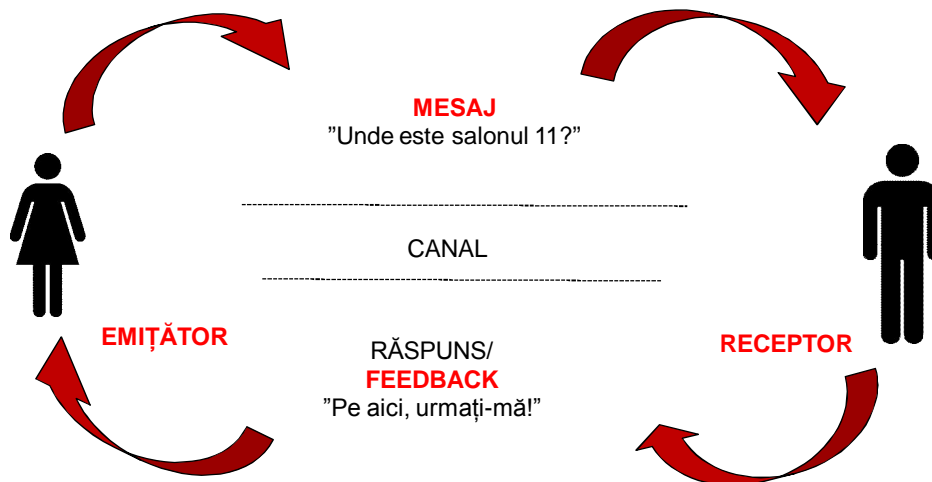 MESAJ
”Unde este salonul 11?”
CANAL
EMIȚĂTOR
RECEPTOR
RĂSPUNS/
FEEDBACK
”Pe aici, urmați-mă!”